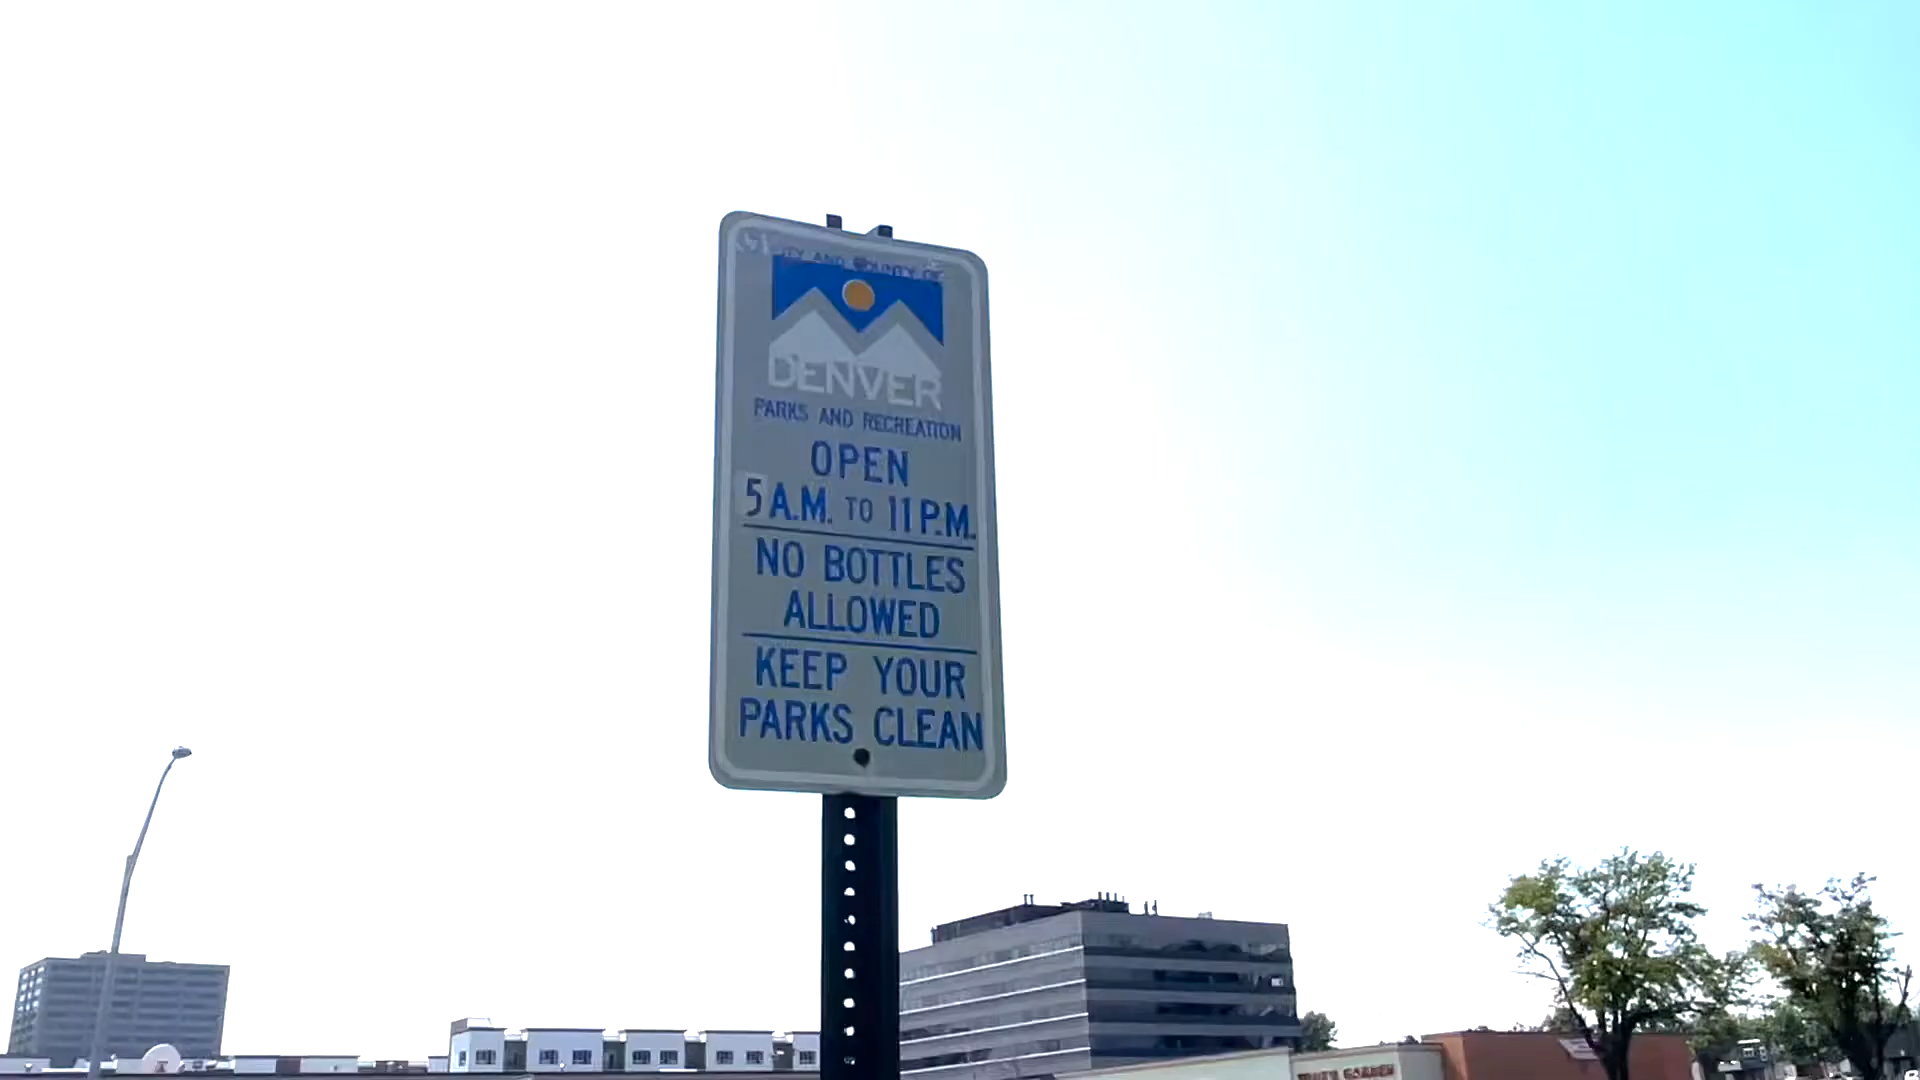 CITY AND COUNTY OF
DENVER
PARKS AND RECREATION
OPEN
5 A.M. TO 11 P.M.
NO BOTTLES
ALLOWED
KEEP YOUR
PARKS CLEAN